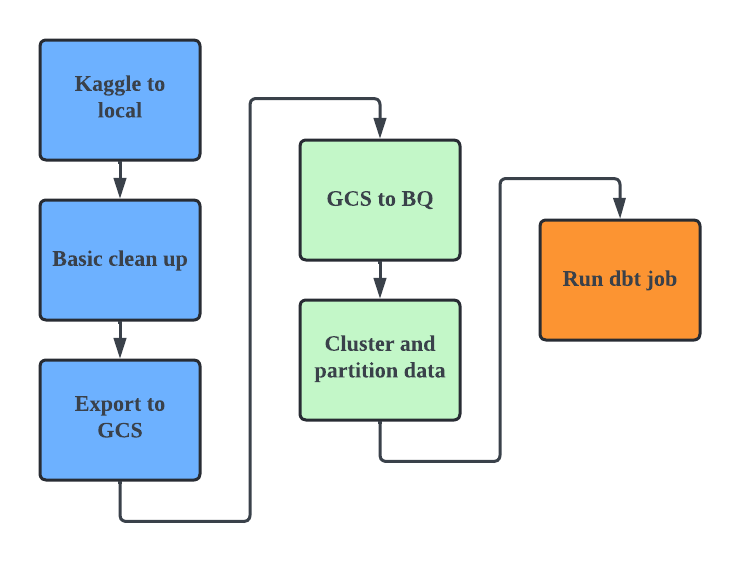 Kaggle to
local
Basic clean up
Export to
GCS
GCS to BQ
Cluster and
partition data
Run dbt job